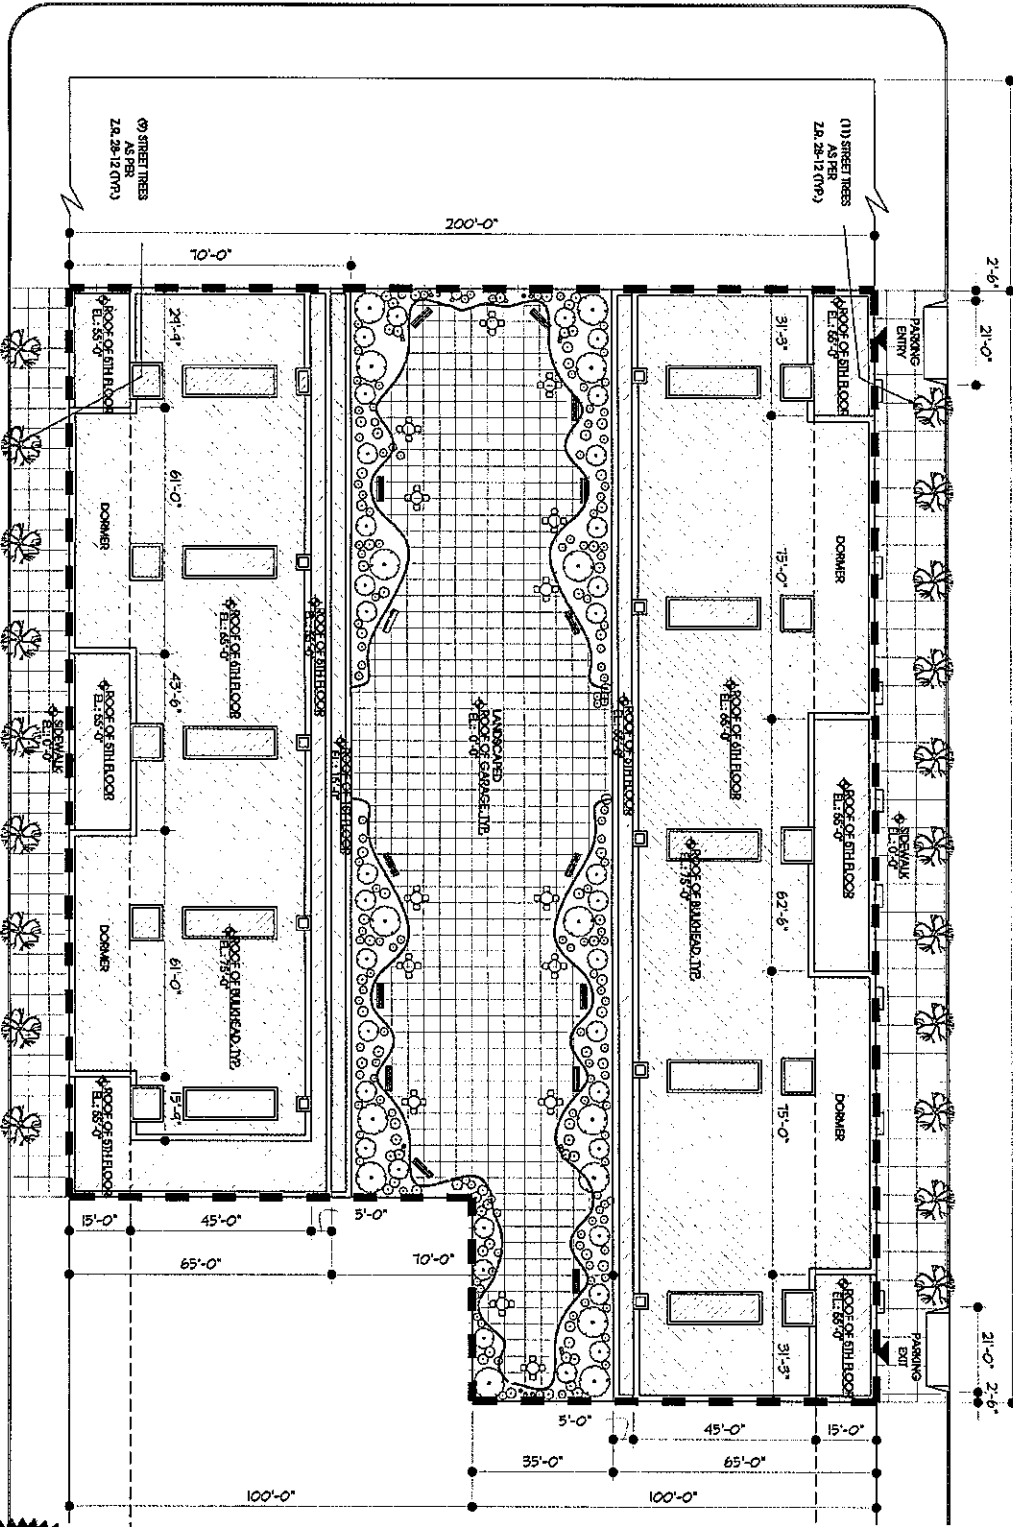 (9) STREET TREES
AS PER
Z.R. 28-12 (TYP.)
(11) STREET TREES
AS PER
Z.R. 28-12 (TYP.)
200'-0"
70'-0"
2'-6"
21'-0"
PARKING
ENTRY
ROOF OF 5TH FLOOR
EL.: 55'-0"
29'-9"
31'-3"
ROOF OF 5TH FLOOR
EL.: 55'-0"
61'-0"
DORMER
75'-0"
DORMER
ROOF OF 6TH FLOOR
EL.: 65'-0"
ROOF OF 5TH FLOOR
43'-6"
ROOF OF 5TH FLOOR
EL.: 55'-0"
SIDEWALK
EL.: 0'-0"
LANDSCAPED
ROOF OF GARAGE, TYP.
EL.: 0'-0"
ROOF OF 5TH FLOOR
ROOF OF 6TH FLOOR
EL.: 65'-0"
ROOF OF 1ST FLOOR
ROOF OF 5TH FLOOR
EL.: 55'-0"
SIDEWALK
EL.: 0'-0"
ROOF OF BULKHEAD, TYP.
EL.: 75'-0"
62'-6"
DORMER
61'-0"
ROOF OF BULKHEAD, TYP.
EL.: 75'-0"
DORMER
75'-0"
ROOF OF 5TH FLOOR
EL.: 55'-0"
15'-9"
15'-0"
45'-0"
5'-0"
65'-0"
70'-0"
31'-3"
ROOF OF 5TH FLOOR
EL.: 55'-0"
PARKING
EXIT
21'-0"
2'-6"
5'-0"
45'-0"
15'-0"
35'-0"
65'-0"
100'-0"
100'-0"